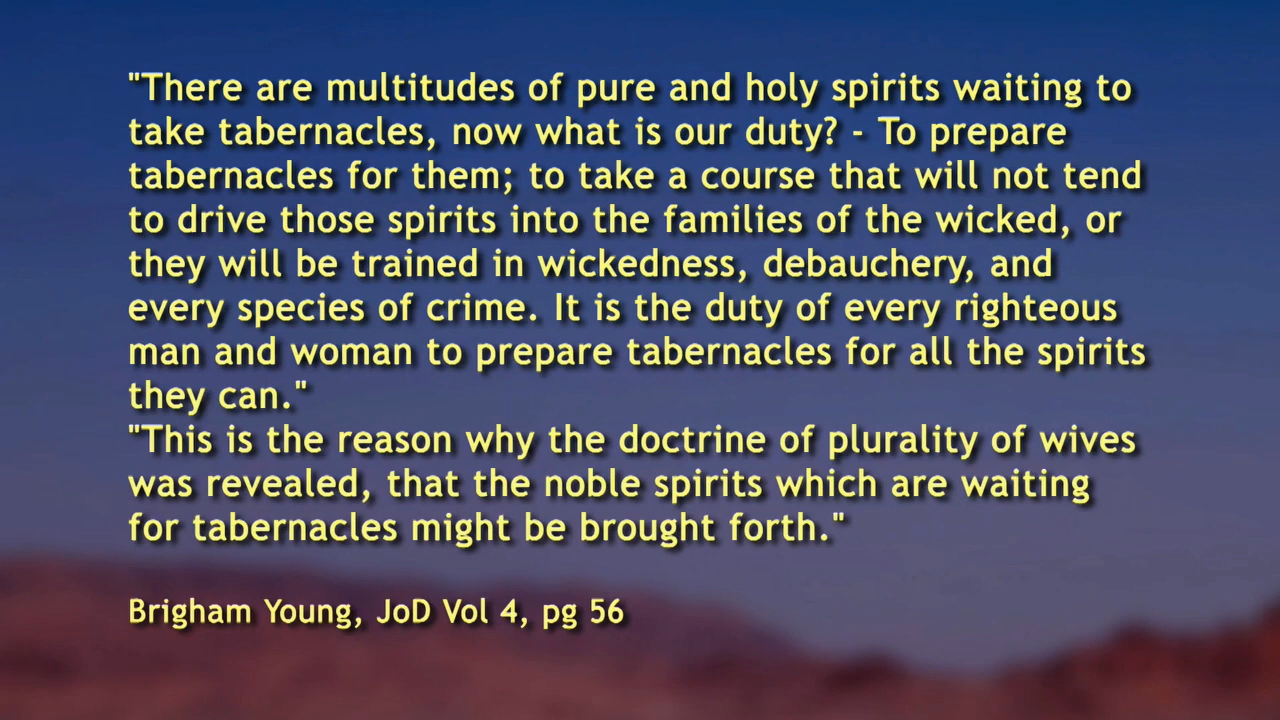 "There are multitudes of pure and holy spirits waiting to
take tabernacles, now what is our duty? - To prepare
tabernacles for them; to take a course that will not tend
to drive those spirits into the families of the wicked, or
they will be trained in wickedness, debauchery, and
every species of crime. It is the duty of every righteous
man and woman to prepare tabernacles for all the spirits
they can."
"This is the reason why the doctrine of plurality of wives
was revealed, that the noble spirits which are waiting
for tabernacles might be brought forth."
Brigham Young, JoD Vol 4, pg 56